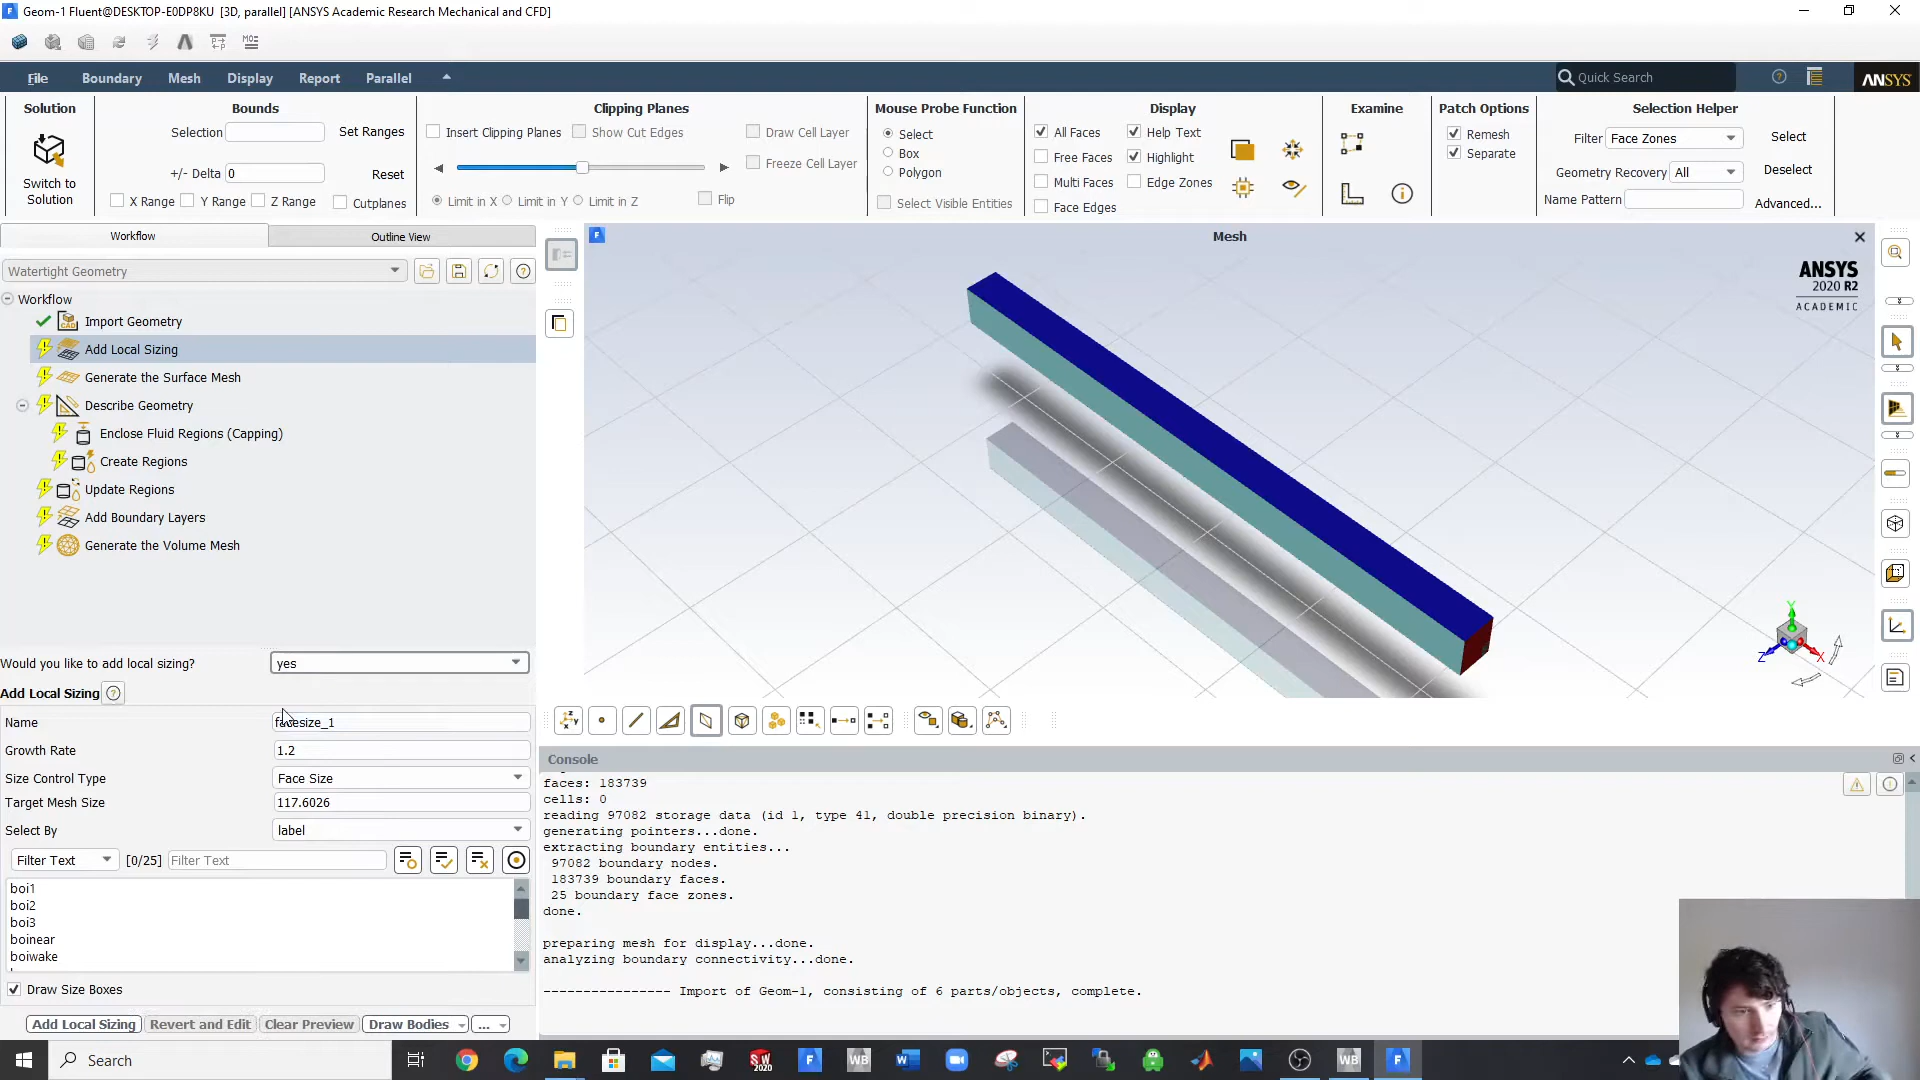 Geom-1 Fluent@DESKTOP-E0DP8KU [3D, parallel] [ANSYS Academic Research Mechanical and CFD]
File Boundary Mesh Display Report Parallel
Quick Search
ANSYS
Solution
Switch to
Solution
Bounds
Selection
Set Ranges
+/- Delta 0
Reset
X Range Y Range Z Range Cutplanes
Clipping Planes
Insert Clipping Planes Show Cut Edges Draw Cell Layer
Freeze Cell Layer
Limit in X Limit in Y Limit in Z Flip
Mouse Probe Function
Select
Box
Polygon
Select Visible Entities
Display
All Faces Help Text
Free Faces Highlight
Multi Faces Edge Zones
Face Edges
Examine
Patch Options
Remesh
Separate
Selection Helper
Filter Face Zones Select
Geometry Recovery All Deselect
Name Pattern Advanced...
Workflow Outline View
Watertight Geometry
Workflow
Import Geometry
Add Local Sizing
Generate the Surface Mesh
Describe Geometry
Enclose Fluid Regions (Capping)
Create Regions
Update Regions
Add Boundary Layers
Generate the Volume Mesh
Would you like to add local sizing? yes
Add Local Sizing
Name facesize_1
Growth Rate 1.2
Size Control Type Face Size
Target Mesh Size 117.6026
Select By label
Filter Text [0/25] Filter Text
boi1
boi2
boi3
boinear
boiwake
Draw Size Boxes
Add Local Sizing Revert and Edit Clear Preview Draw Bodies ...
Mesh
ANSYS
2020 R2
ACADEMIC
Y
Z
X
Console
faces: 183739
cells: 0
reading 97082 storage data (id 1, type 41, double precision binary).
generating pointers...done.
extracting boundary entities...
97082 boundary nodes.
183739 boundary faces.
25 boundary face zones.
done.
preparing mesh for display...done.
analyzing boundary connectivity...done.
---------------- Import of Geom-1, consisting of 6 parts/objects, complete.
Search